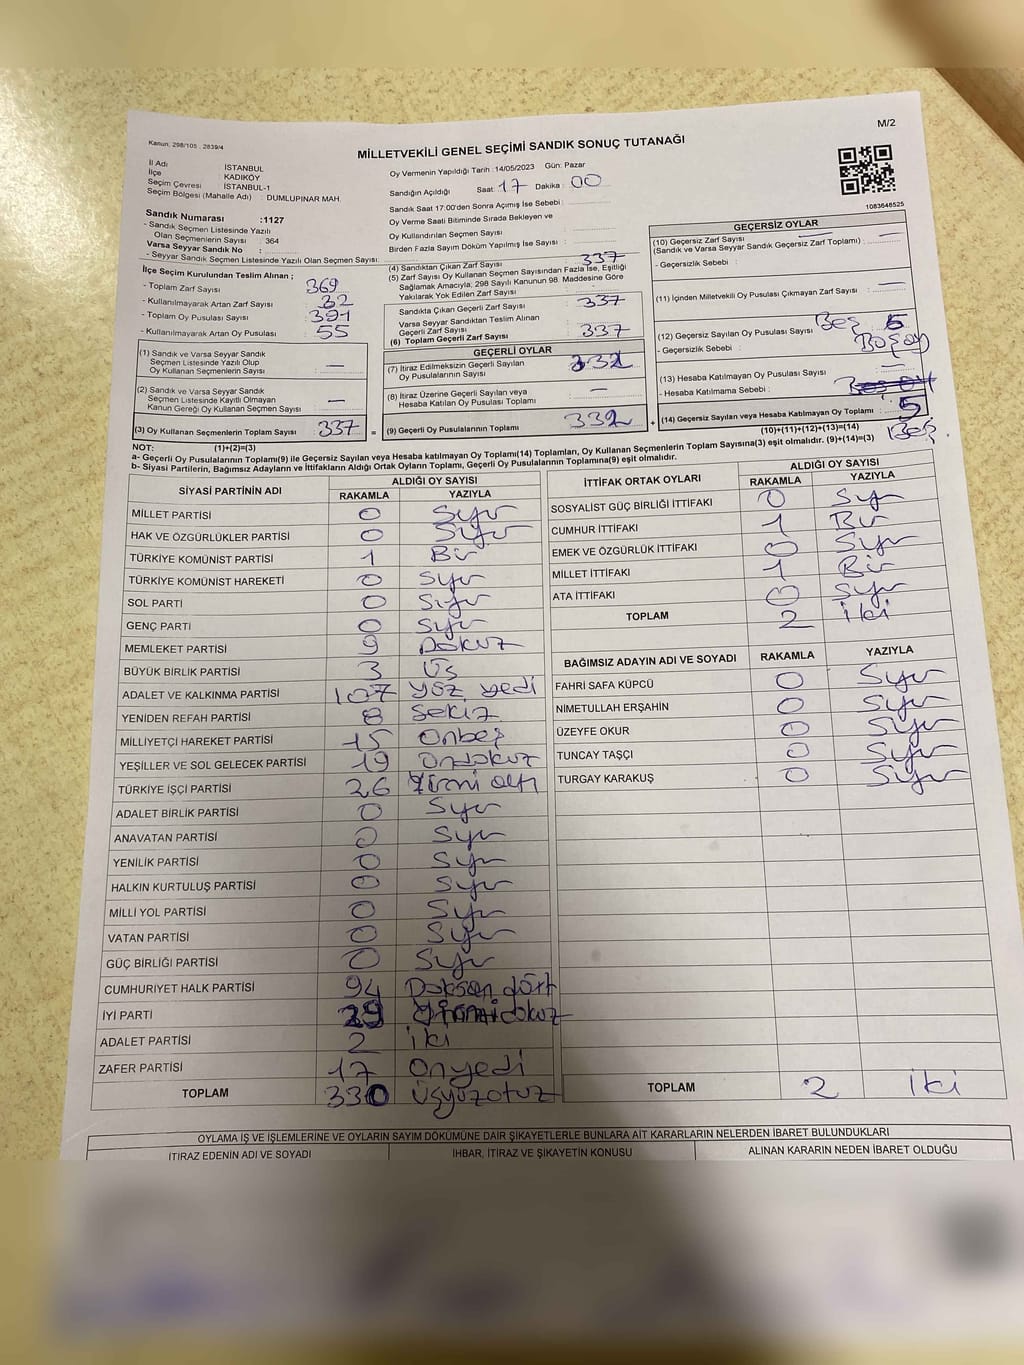 M/2
Kanun, 298/105 , 2839/4
MİLLETVEKİLİ GENEL SEÇİMİ SANDIK SONUÇ TUTANAĞI
İl Adı : İSTANBUL
İlçe : KADIKÖY
Seçim Çevresi : İSTANBUL-1
Seçim Bölgesi (Mahalle Adı) : DUMLUPINAR MAH.
Oy Vermenin Yapıldığı Tarih :14/05/2023 Gün: Pazar
Sandığın Açıldığı Saat : 17 Dakika : 00
Sandık Saat 17:00'den Sonra Açımış İse Sebebi :
Oy Verme Saati Bitiminde Sırada Bekleyen ve
Oy Kullandırılan Seçmen Sayısı :
Birden Fazla Sayım Döküm Yapılmış İse Sayısı :
1083648525
Sandık Numarası :1127
- Sandık Seçmen Listesinde Yazılı
Olan Seçmenlerin Sayısı : 364
Varsa Seyyar Sandık No :
- Seyyar Sandık Seçmen Listesinde Yazılı Olan Seçmen Sayısı:
İlçe Seçim Kurulundan Teslim Alınan ;
- Toplam Zarf Sayısı : 369
- Kullanılmayarak Artan Zarf Sayısı : 32
- Toplam Oy Pusulası Sayısı : 391
- Kullanılmayarak Artan Oy Pusulası : 55
(1) Sandık ve Varsa Seyyar Sandık
Seçmen Listesinde Yazılı Olup
Oy Kullanan Seçmenlerin Sayısı : —
(2) Sandık ve Varsa Seyyar Sandık
Seçmen Listesinde Kayıtlı Olmayan
Kanun Gereği Oy Kullanan Seçmen Sayısı : —
(3) Oy Kullanan Seçmenlerin Toplam Sayısı : 337 =
(4) Sandıktan Çıkan Zarf Sayısı : 337
(5) Zarf Sayısı Oy Kullanan Seçmen Sayısından Fazla İse, Eşitliği
Sağlamak Amacıyla; 298 Sayılı Kanunun 98. Maddesine Göre
Yakılarak Yok Edilen Zarf Sayısı :
Sandıkta Çıkan Geçerli Zarf Sayısı : 337
Varsa Seyyar Sandıktan Teslim Alınan
Geçerli Zarf Sayısı :
(6) Toplam Geçerli Zarf Sayısı : 337
GEÇERLİ OYLAR
(7) İtiraz Edilmeksizin Geçerli Sayılan
Oy Pusulalarının Sayısı : 332
(8) İtiraz Üzerine Geçerli Sayılan veya
Hesaba Katılan Oy Pusulası Toplamı : —
(9) Geçerli Oy Pusulalarının Toplamı : 332 +
GEÇERSİZ OYLAR
(10) Geçersiz Zarf Sayısı —
(Sandık ve Varsa Seyyar Sandık Geçersiz Zarf Toplamı) : —
- Geçersizlik Sebebi :
(11) İçinden Milletvekili Oy Pusulası Çıkmayan Zarf Sayısı : —
(12) Geçersiz Sayılan Oy Pusulası Sayısı : Beş 5
- Geçersizlik Sebebi : Boş oy
(13) Hesaba Katılmayan Oy Pusulası Sayısı : —
- Hesaba Katılmama Sebebi : Boş oy
(14) Geçersiz Sayılan veya Hesaba Katılmayan Oy Toplamı : 5
(10)+(11)+(12)+(13)=(14) Beş
NOT: (1)+(2)=(3)
a- Geçerli Oy Pusulalarının Toplamı(9) ile Geçersiz Sayılan veya Hesaba katılmayan Oy Toplamı(14) Toplamları, Oy Kullanan Seçmenlerin Toplam Sayısına(3) eşit olmalıdır. (9)+(14)=(3)
b- Siyasi Partilerin, Bağımsız Adayların ve İttifakların Aldığı Ortak Oyların Toplamı, Geçerli Oy Pusulalarının Toplamına(9) eşit olmalıdır.
SİYASİ PARTİNİN ADI ALDIĞI OY SAYISI
RAKAMLA YAZIYLA
MİLLET PARTİSİ 0 Sıfır
HAK VE ÖZGÜRLÜKLER PARTİSİ 0 Sıfır
TÜRKİYE KOMÜNİST PARTİSİ 1 Bir
TÜRKİYE KOMÜNİST HAREKETİ 0 Sıfır
SOL PARTİ 0 Sıfır
GENÇ PARTİ 0 Sıfır
MEMLEKET PARTİSİ 9 Dokuz
BÜYÜK BİRLİK PARTİSİ 3 Üç
ADALET VE KALKINMA PARTİSİ 107 yüz yedi
YENİDEN REFAH PARTİSİ 8 Sekiz
MİLLİYETÇİ HAREKET PARTİSİ 15 Onbeş
YEŞİLLER VE SOL GELECEK PARTİSİ 19 Ondokuz
TÜRKİYE İŞÇİ PARTİSİ 26 Yirmi altı
ADALET BİRLİK PARTİSİ 0 Sıfır
ANAVATAN PARTİSİ 0 Sıfır
YENİLİK PARTİSİ 0 Sıfır
HALKIN KURTULUŞ PARTİSİ 0 Sıfır
MİLLİ YOL PARTİSİ 0 Sıfır
VATAN PARTİSİ 0 Sıfır
GÜÇ BİRLİĞİ PARTİSİ 0 Sıfır
CUMHURİYET HALK PARTİSİ 94 Doksan dört
İYİ PARTİ 29 Yirmidokuz
ADALET PARTİSİ 2 iki
ZAFER PARTİSİ 17 Onyedi
TOPLAM 330 Üçyüzotuz
İTTİFAK ORTAK OYLARI ALDIĞI OY SAYISI
RAKAMLA YAZIYLA
SOSYALİST GÜÇ BİRLİĞİ İTTİFAKI 0 Sıfır
CUMHUR İTTİFAKI 1 Bir
EMEK VE ÖZGÜRLÜK İTTİFAKI 0 Sıfır
MİLLET İTTİFAKI 1 Bir
ATA İTTİFAKI 0 Sıfır
TOPLAM 2 iki
BAĞIMSIZ ADAYIN ADI VE SOYADI RAKAMLA YAZIYLA
FAHRİ SAFA KÜPCÜ 0 Sıfır
NİMETULLAH ERŞAHİN 0 Sıfır
ÜZEYFE OKUR 0 Sıfır
TUNCAY TAŞÇI 0 Sıfır
TURGAY KARAKUŞ 0 Sıfır
TOPLAM 2 iki
OYLAMA İŞ VE İŞLEMLERİNE VE OYLARIN SAYIM DÖKÜMÜNE DAİR ŞİKAYETLERLE BUNLARA AİT KARARLARIN NELERDEN İBARET BULUNDUKLARI
İTİRAZ EDENİN ADI VE SOYADI İHBAR, İTİRAZ VE ŞİKAYETİN KONUSU ALINAN KARARIN NEDEN İBARET OLDUĞU